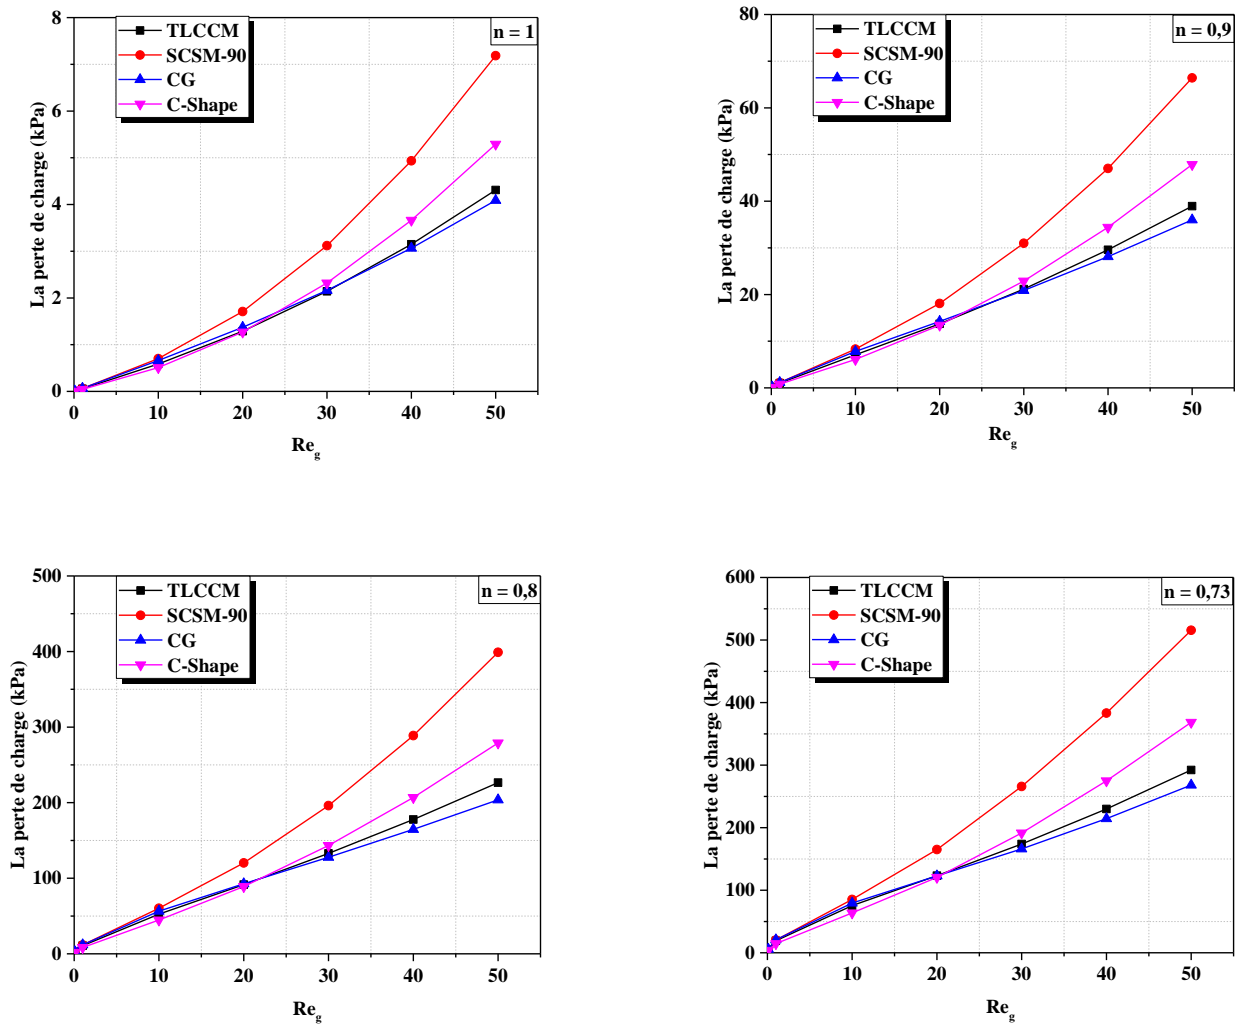 8
6
4
2
0
La perte de charge (kPa)
TLCCM
SCSM-90
CG
C-Shape
n = 1
0 10 20 30 40 50
Re_g
80
60
40
20
0
La perte de charge (kPa)
TLCCM
SCSM-90
CG
C-Shape
n = 0,9
0 10 20 30 40 50
Re_g
500
400
300
200
100
0
La perte de charge (kPa)
TLCCM
SCSM-90
CG
C-Shape
n = 0,8
0 10 20 30 40 50
Re_g
600
500
400
300
200
100
0
La perte de charge (kPa)
TLCCM
SCSM-90
CG
C-Shape
n = 0,73
0 10 20 30 40 50
Re_g